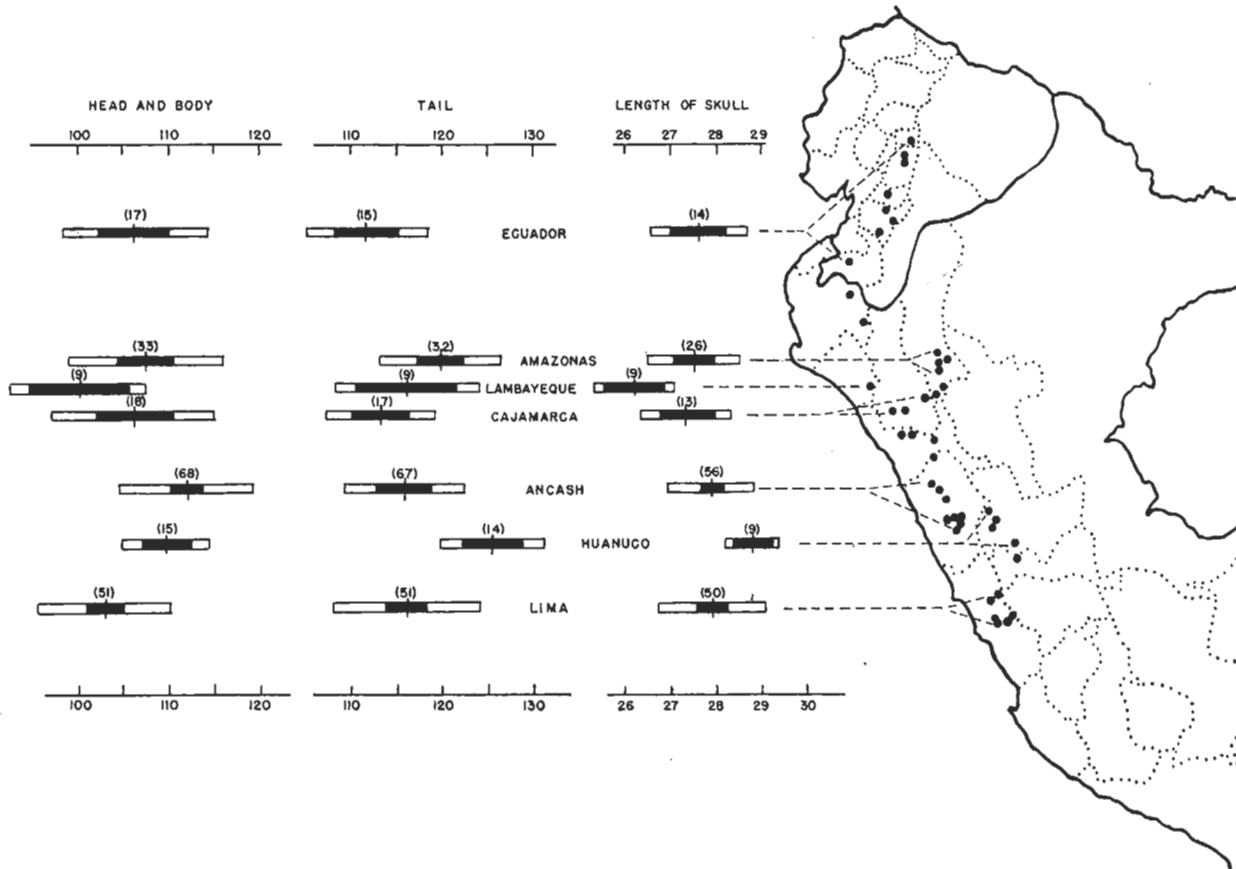 HEAD AND BODY TAIL LENGTH OF SKULL
100 110 120 110 120 130 26 27 28 29
(17) (15) ECUADOR (14)
(33) (32) AMAZONAS (26)
(9) (9) LAMBAYEQUE (9)
(18) (17) CAJAMARCA (13)
(68) (67) ANCASH (56)
(15) (14) HUANUCO (9)
(51) (51) LIMA (50)
100 110 120 110 120 130 26 27 28 29 30